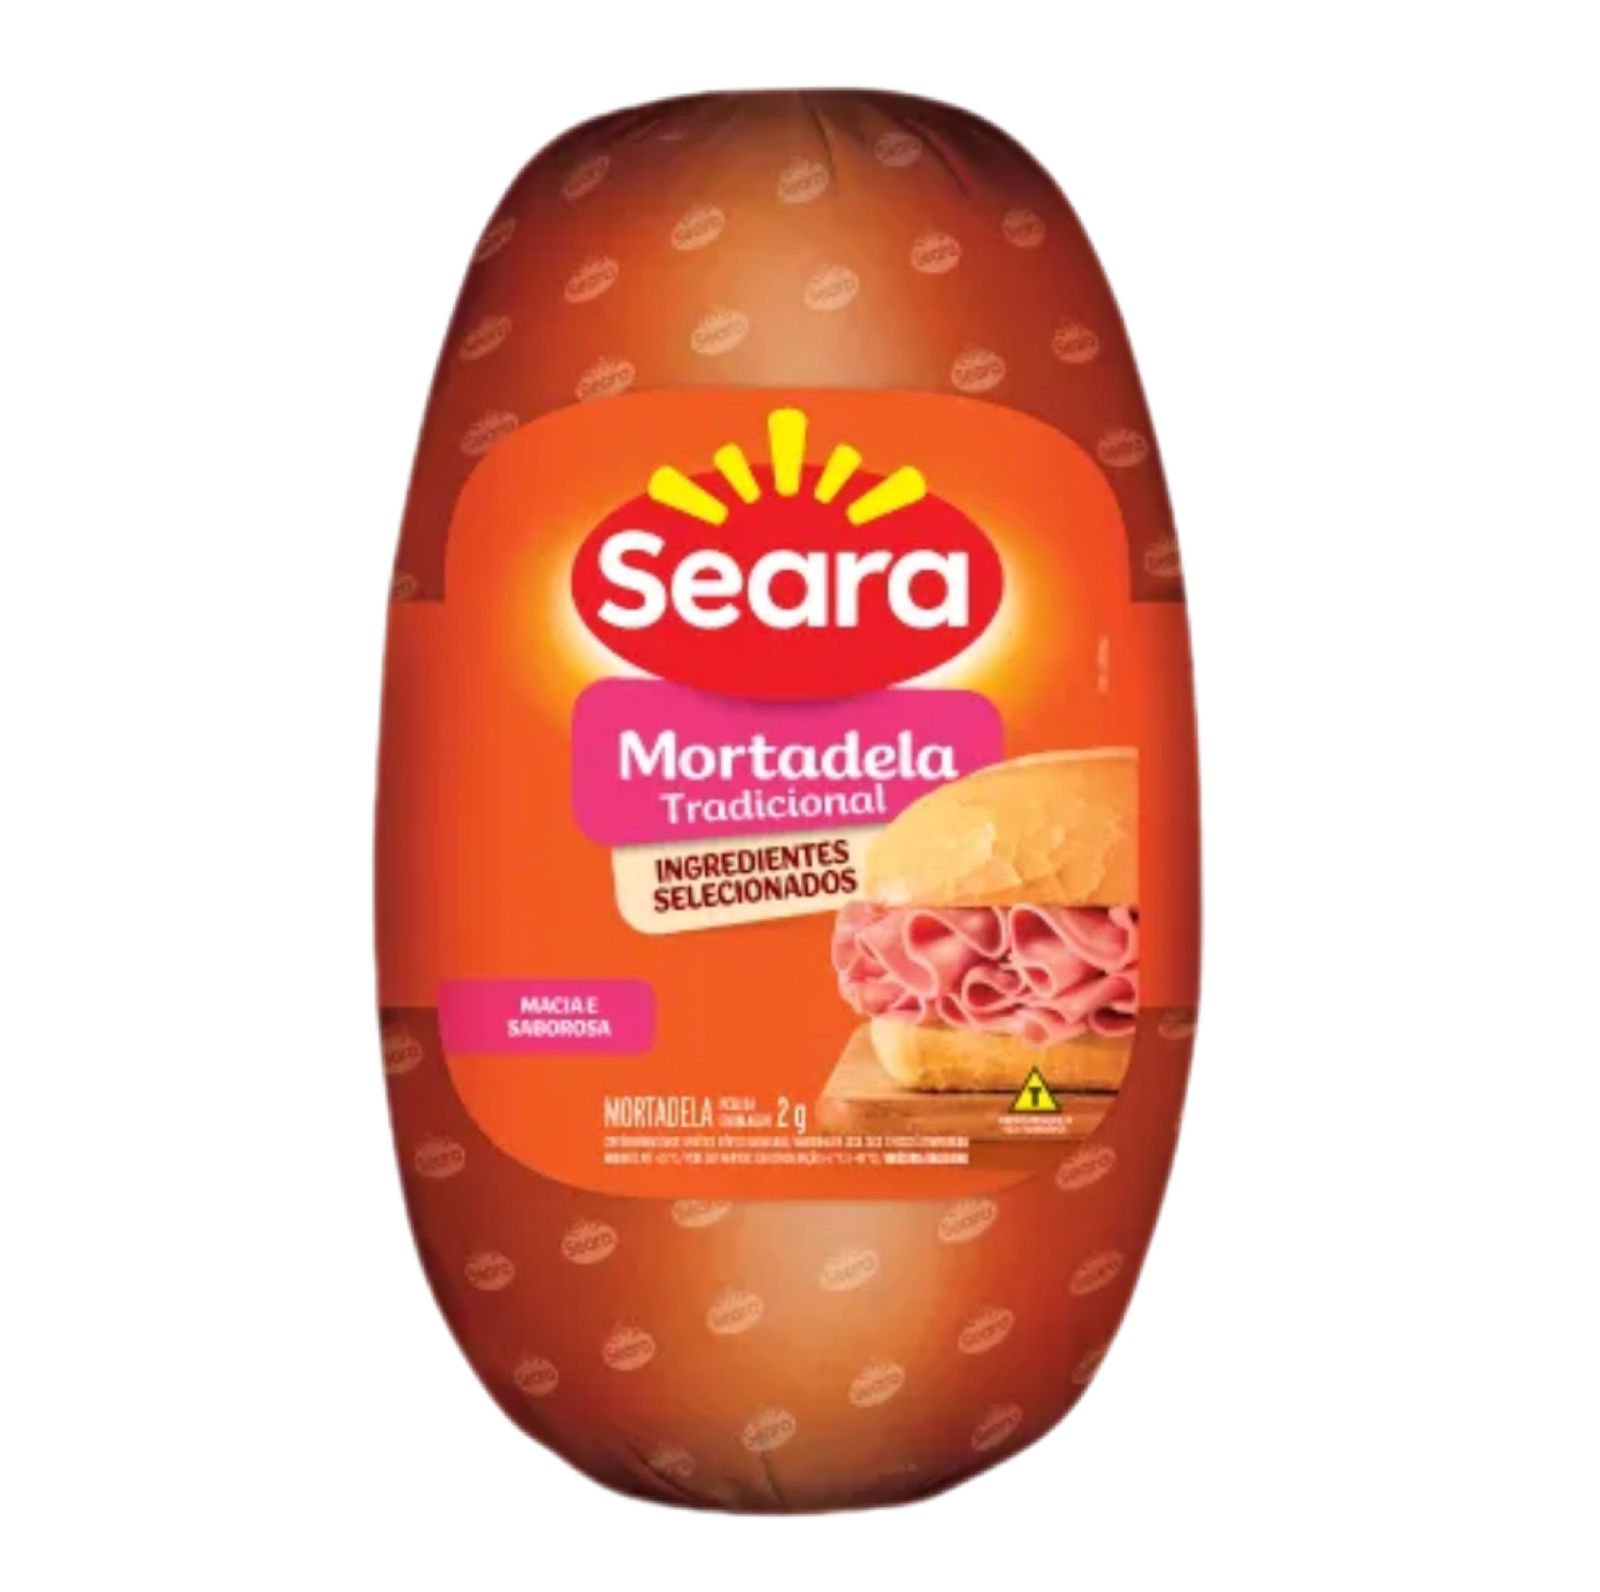 Seara
Mortadela
Tradicional
INGREDIENTES
SELECIONADOS
MACIA E
SABOROSA
MORTADELA
2 g
T